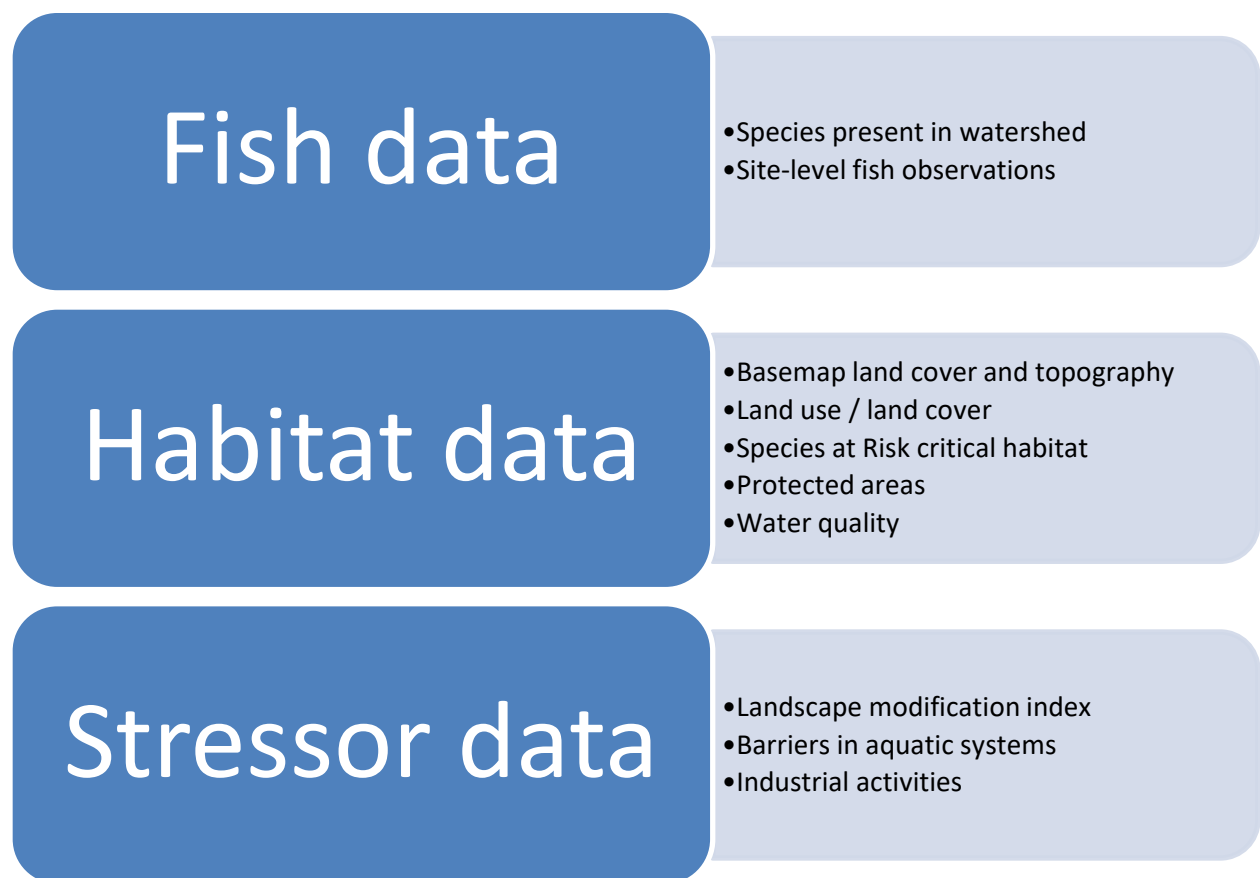 Fish data
•Species present in watershed
•Site-level fish observations
Habitat data
•Basemap land cover and topography
•Land use / land cover
•Species at Risk critical habitat
•Protected areas
•Water quality
Stressor data
•Landscape modification index
•Barriers in aquatic systems
•Industrial activities